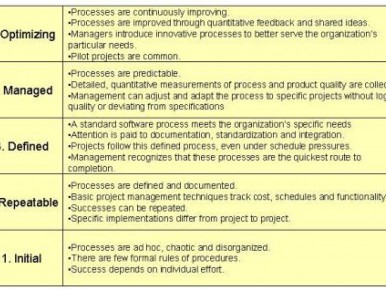 Optimizing
•Processes are continuously improving.
•Processes are improved through quantitative feedback and shared ideas.
•Managers introduce innovative processes to better serve the organization's
particular needs.
•Pilot projects are common.
Managed
•Processes are predictable.
•Detailed, quantitative measurements of process and product quality are collec
•Management can adjust and adapt the process to specific projects without los
quality or deviating from specifications
. Defined
•A standard software process meets the organization's specific needs
•Attention is paid to documentation, standardization and integration.
•Projects follow this defined process, even under schedule pressures.
•Management recognizes that these processes are the quickest route to
completion.
Repeatable
•Processes are defined and documented.
•Basic project management techniques track cost, schedules and functionality
•Successes can be repeated.
•Specific implementations differ from project to project.
1. Initial
•Processes are ad hoc, chaotic and disorganized.
•There are few formal rules of procedures.
•Success depends on individual effort.